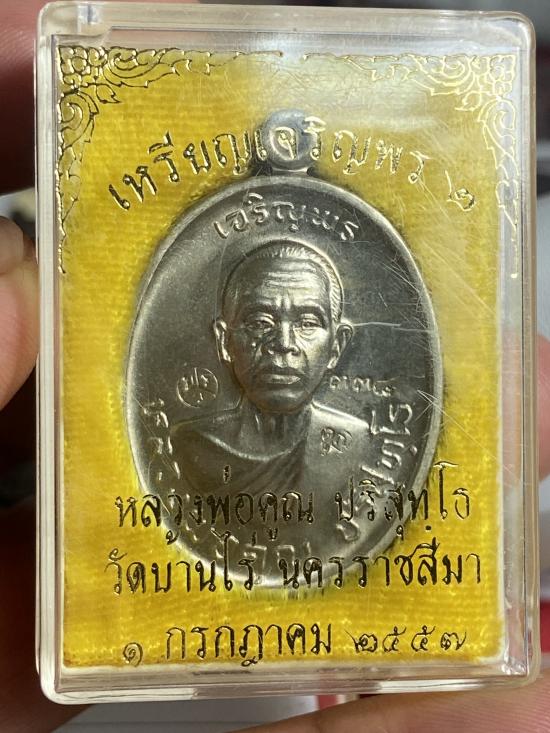 เหรียญเจริญพร ๒
เจริญพร
๓๓๘
หลวงพ่อคูณ ปริสุทฺโธ
วัดบ้านไร่ นครราชสีมา
๑ กรกฎาคม ๒๕๕๗